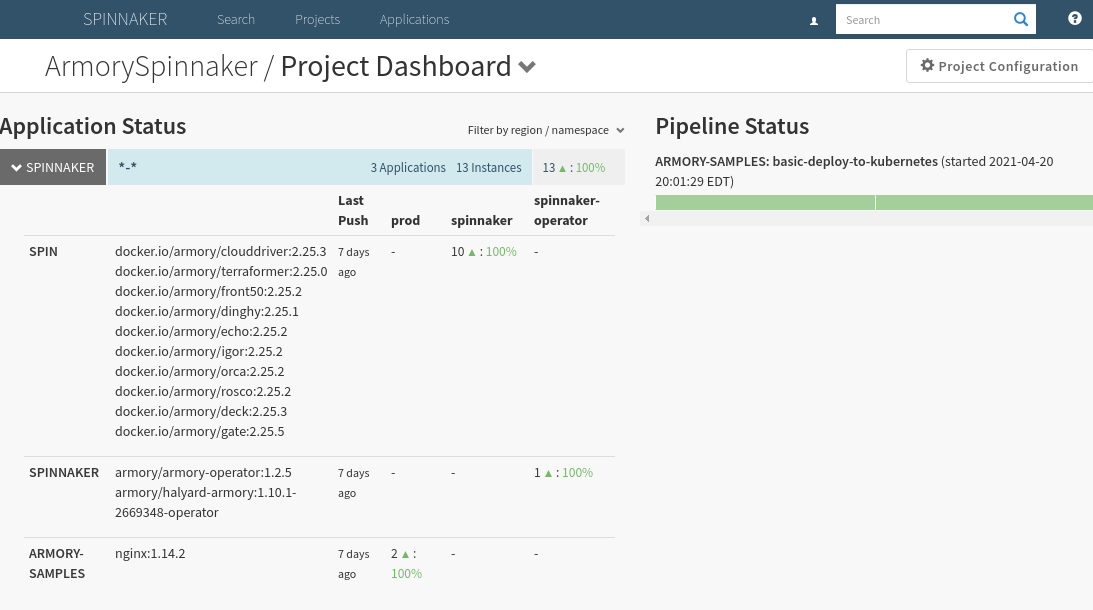 SPINNAKER Search Projects Applications Search
ArmorySpinnaker / Project Dashboard Project Configuration
Application Status
Filter by region / namespace
SPINNAKER *-* 3 Applications 13 Instances 13 ▲ : 100%
Last Push prod spinnaker spinnaker-operator
SPIN
docker.io/armory/clouddriver:2.25.3
docker.io/armory/terraformer:2.25.0
docker.io/armory/front50:2.25.2
docker.io/armory/dinghy:2.25.1
docker.io/armory/echo:2.25.2
docker.io/armory/igor:2.25.2
docker.io/armory/orca:2.25.2
docker.io/armory/rosco:2.25.2
docker.io/armory/deck:2.25.3
docker.io/armory/gate:2.25.5
7 days
ago
- 10 ▲ : 100% -
SPINNAKER
armory/armory-operator:1.2.5
armory/halyard-armory:1.10.1-
2669348-operator
7 days
ago
- - 1 ▲ : 100%
ARMORY-
SAMPLES
nginx:1.14.2
7 days
ago
2 ▲ :
100%
- -
Pipeline Status
ARMORY-SAMPLES: basic-deploy-to-kubernetes (started 2021-04-20
20:01:29 EDT)